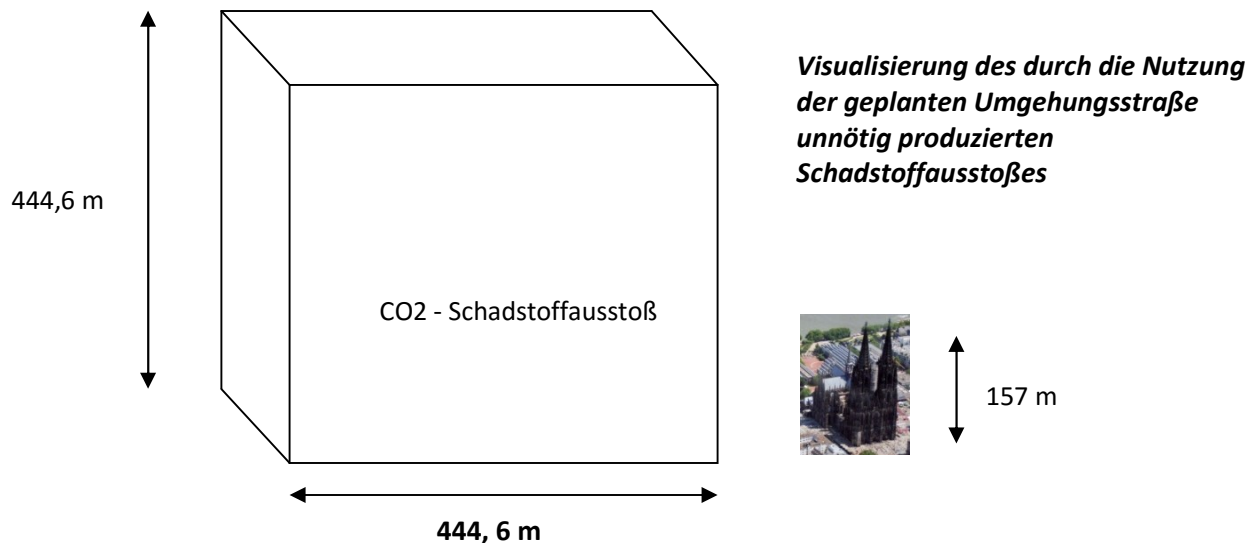 Visualisierung des durch die Nutzung
der geplanten Umgehungsstraße
unnötig produzierten
Schadstoffausstoßes
444,6 m
CO2 - Schadstoffausstoß
157 m
444, 6 m